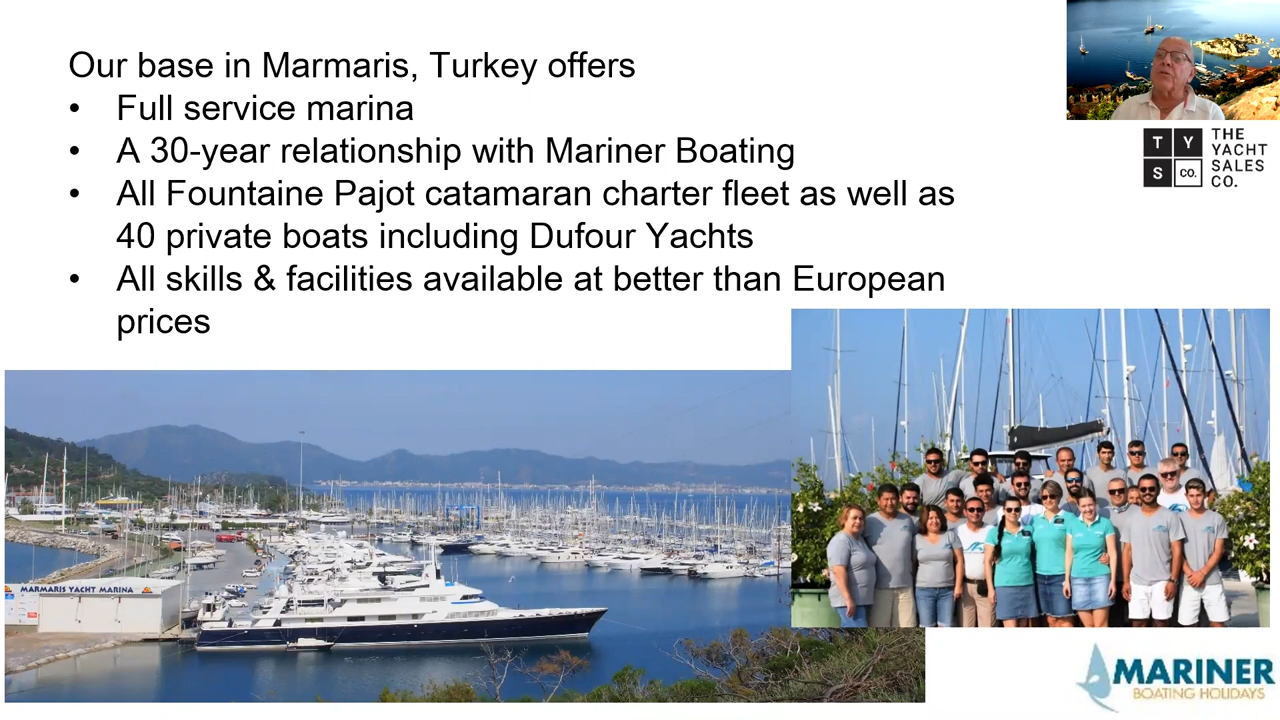 Our base in Marmaris, Turkey offers
• Full service marina
• A 30-year relationship with Mariner Boating
• All Fountaine Pajot catamaran charter fleet as well as
40 private boats including Dufour Yachts
• All skills & facilities available at better than European
prices
T Y
S CO.
THE
YACHT
SALES
CO.
MARMARIS YACHT MARINA
MARINER
BOATING HOLIDAYS